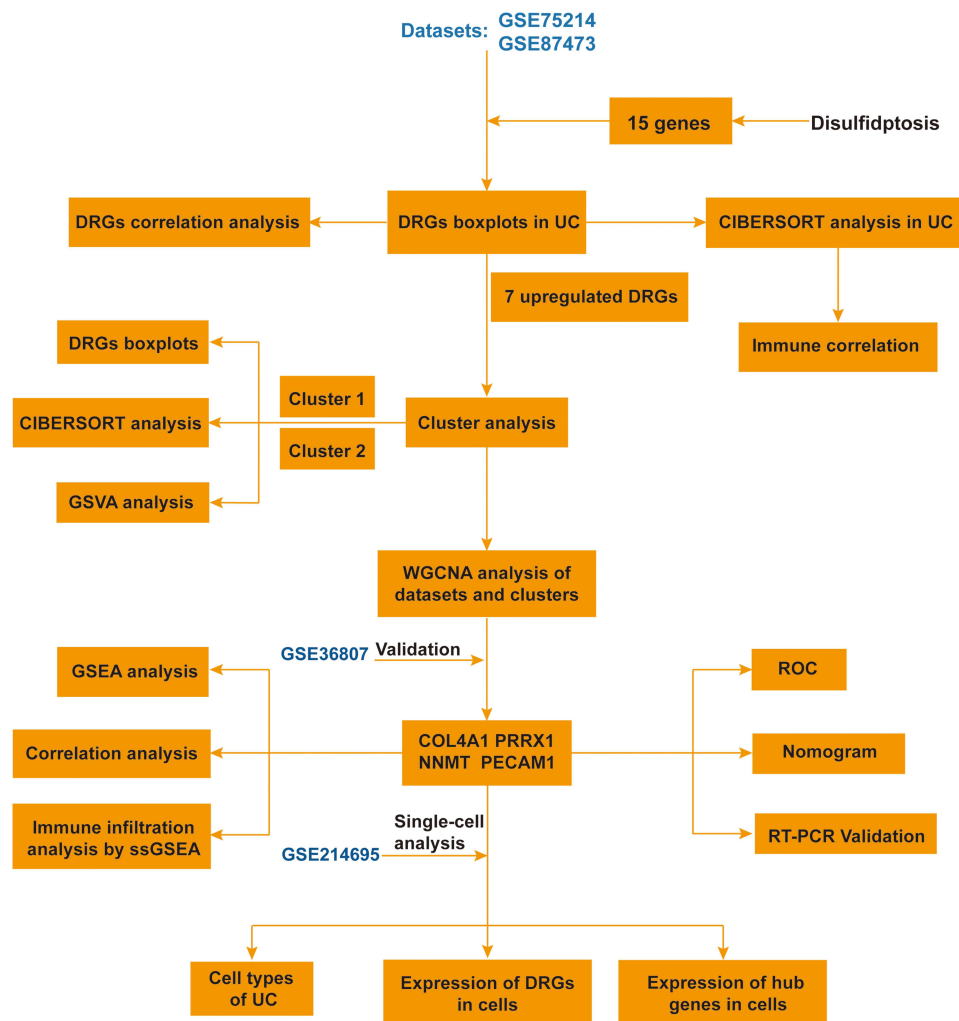 Datasets: GSE75214
GSE87473
15 genes
Disulfidptosis
DRGs correlation analysis
DRGs boxplots in UC
CIBERSORT analysis in UC
7 upregulated DRGs
Immune correlation
DRGs boxplots
Cluster 1
CIBERSORT analysis
Cluster analysis
Cluster 2
GSVA analysis
WGCNA analysis of
datasets and clusters
GSE36807
Validation
GSEA analysis
ROC
Correlation analysis
COL4A1 PRRX1
NNMT PECAM1
Nomogram
Immune infiltration
analysis by ssGSEA
Single-cell
analysis
RT-PCR Validation
GSE214695
Cell types
of UC
Expression of DRGs
in cells
Expression of hub
genes in cells